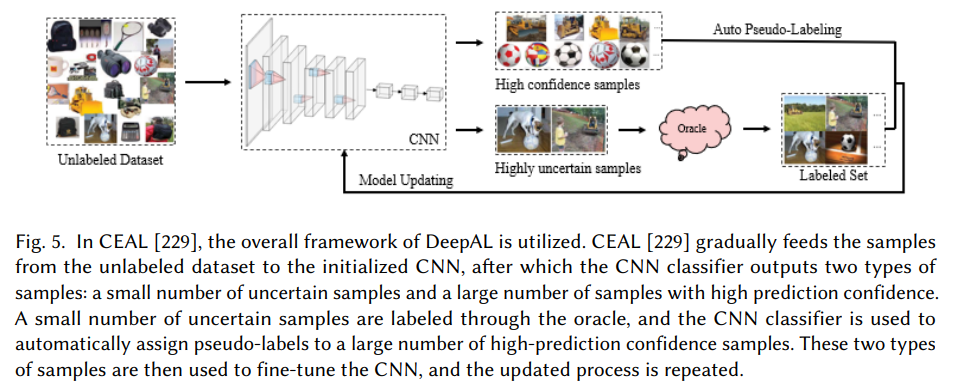 Auto Pseudo-Labeling
High confidence samples
CNN
Oracle
Unlabeled Dataset
Highly uncertain samples
Labeled Set
Model Updating
Fig. 5. In CEAL [229], the overall framework of DeepAL is utilized. CEAL [229] gradually feeds the samples
from the unlabeled dataset to the initialized CNN, after which the CNN classifier outputs two types of
samples: a small number of uncertain samples and a large number of samples with high prediction confidence.
A small number of uncertain samples are labeled through the oracle, and the CNN classifier is used to
automatically assign pseudo-labels to a large number of high-prediction confidence samples. These two types
of samples are then used to fine-tune the CNN, and the updated process is repeated.